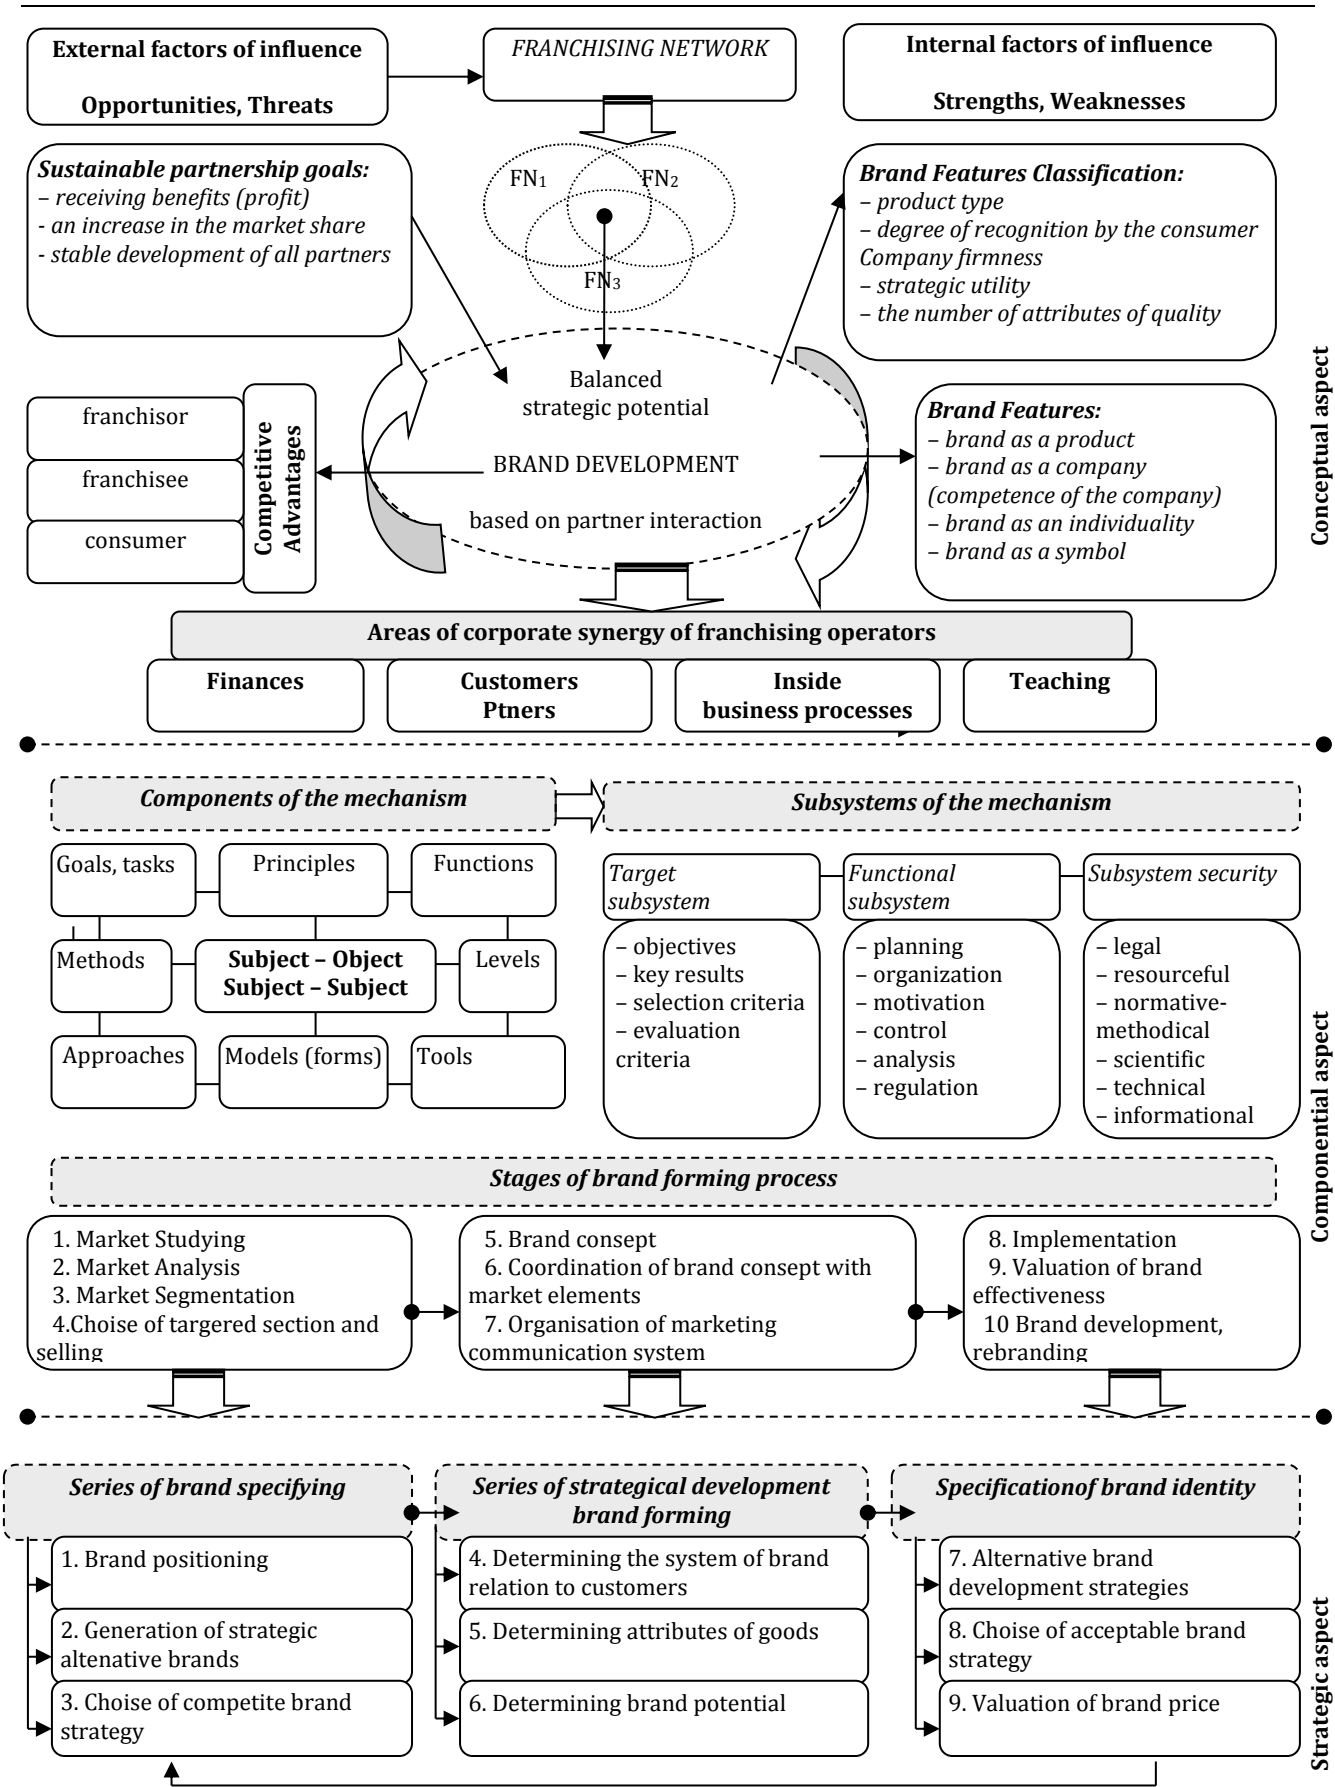 External factors of influence
Opportunities, Threats
FRANCHISING NETWORK
Internal factors of influence
Strengths, Weaknesses
Sustainable partnership goals:
– receiving benefits (profit)
- an increase in the market share
- stable development of all partners
FN1
FN2
FN3
Brand Features Classification:
– product type
– degree of recognition by the consumer
Company firmness
– strategic utility
– the number of attributes of quality
franchisor
franchisee
consumer
Competitive
Advantages
Balanced
strategic potential
BRAND DEVELOPMENT
based on partner interaction
Brand Features:
– brand as a product
– brand as a company
(competence of the company)
– brand as an individuality
– brand as a symbol
Conceptual aspect
Areas of corporate synergy of franchising operators
Finances
Customers
Ptners
Inside
business processes
Teaching
Components of the mechanism
Subsystems of the mechanism
Goals, tasks
Principles
Functions
Methods
Subject – Object
Subject – Subject
Levels
Approaches
Models (forms)
Tools
Target
subsystem
– objectives
– key results
– selection criteria
– evaluation
criteria
Functional
subsystem
– planning
– organization
– motivation
– control
– analysis
– regulation
Subsystem security
– legal
– resourceful
– normative-
methodical
– scientific
– technical
– informational
Componential aspect
Stages of brand forming process
1. Market Studying
2. Market Analysis
3. Market Segmentation
4.Choise of targered section and
selling
5. Brand consept
6. Coordination of brand consept with
market elements
7. Organisation of marketing
communication system
8. Implementation
9. Valuation of brand
effectiveness
10 Brand development,
rebranding
Series of brand specifying
1. Brand positioning
2. Generation of strategic
altenative brands
3. Choise of competite brand
strategy
Series of strategical development
brand forming
4. Determining the system of brand
relation to customers
5. Determining attributes of goods
6. Determining brand potential
Specificationof brand identity
7. Alternative brand
development strategies
8. Choise of acceptable brand
strategy
9. Valuation of brand price
Strategic aspect